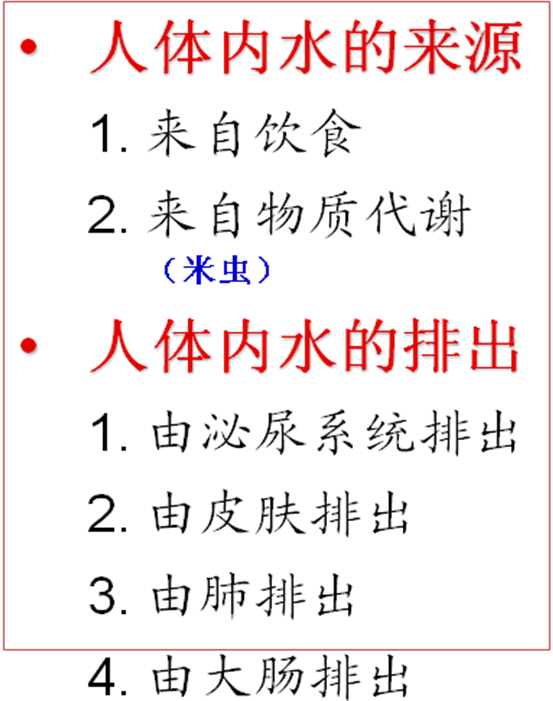 • 人体内水的来源
1. 来自饮食
2. 来自物质代谢
（米虫）
• 人体内水的排出
1. 由泌尿系统排出
2. 由皮肤排出
3. 由肺排出
4. 由大肠排出